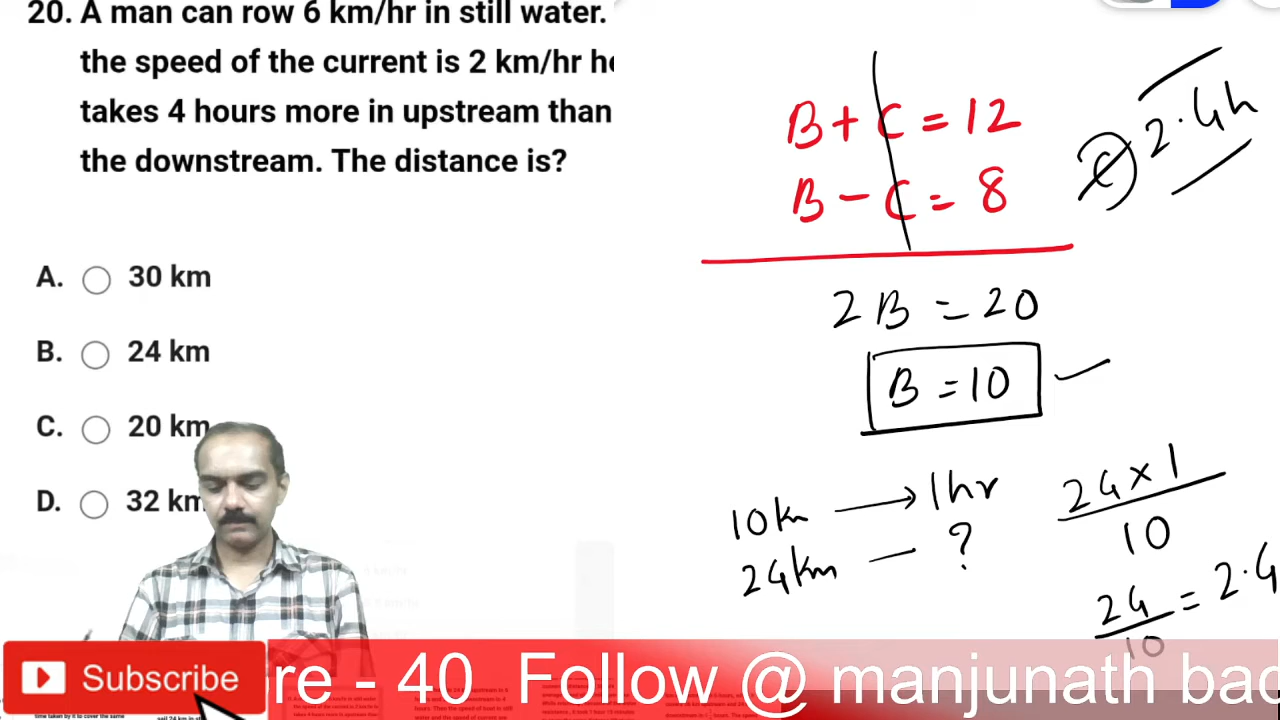 20. A man can row 6 km/hr in still water.
the speed of the current is 2 km/hr he
takes 4 hours more in upstream than
the downstream. The distance is?
A. 30 km
B. 24 km
C. 20 km
D. 32 km
B + C = 12
B - C = 8
2B = 20
B = 10
C) 2.4h
10km → 1hr
24km — ?
24 x 1
10
24
10
= 2.4
Subscribe
re - 40 Follow @ manjunath.be